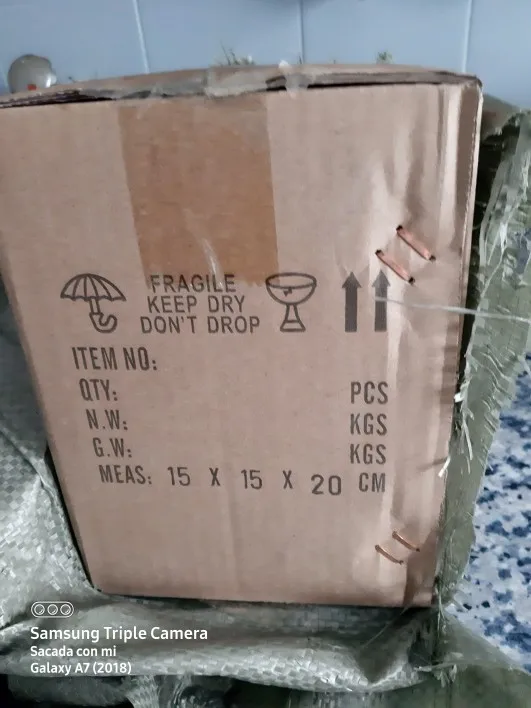 FRAGILE
KEEP DRY
DON'T DROP
ITEM NO:
QTY: PCS
N.W: KGS
G.W: KGS
MEAS: 15 X 15 X 20 CM
Samsung Triple Camera
Sacada con mi
Galaxy A7 (2018)